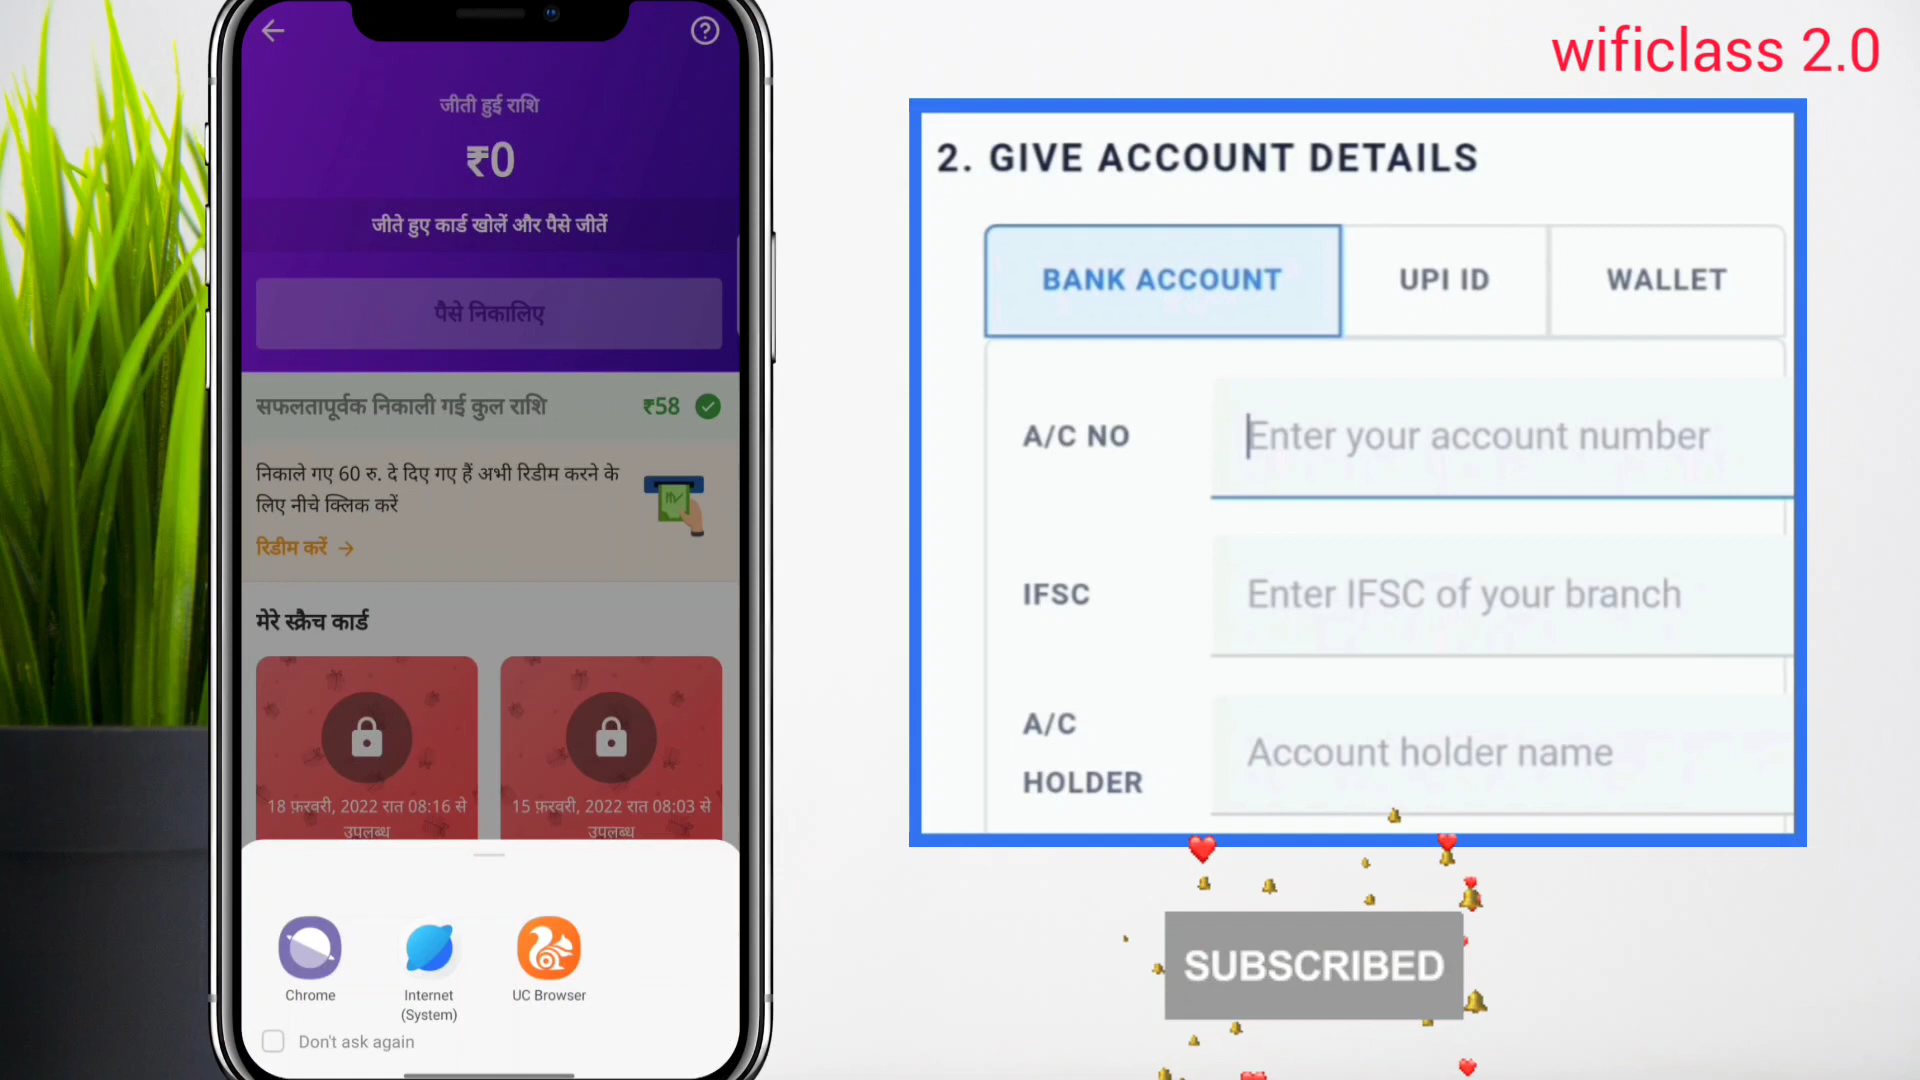 जीती हुई राशि
₹0
जीते हुए कार्ड खोलें और पैसे जीतें
पैसे निकालिए
सफलतापूर्वक निकाली गई कुल राशि ₹58
निकाले गए 60 रु. दे दिए गए हैं अभी रिडीम करने के
लिए नीचे क्लिक करें
रिडीम करें →
मेरे स्क्रैच कार्ड
18 फ़रवरी, 2022 रात 08:16 से
उपलब्ध
15 फ़रवरी, 2022 रात 08:03 से
उपलब्ध
Chrome
Internet
(System)
UC Browser
Don't ask again
wificlass 2.0
2. GIVE ACCOUNT DETAILS
BANK ACCOUNT UPI ID WALLET
A/C NO Enter your account number
IFSC Enter IFSC of your branch
A/C
HOLDER
Account holder name
SUBSCRIBED